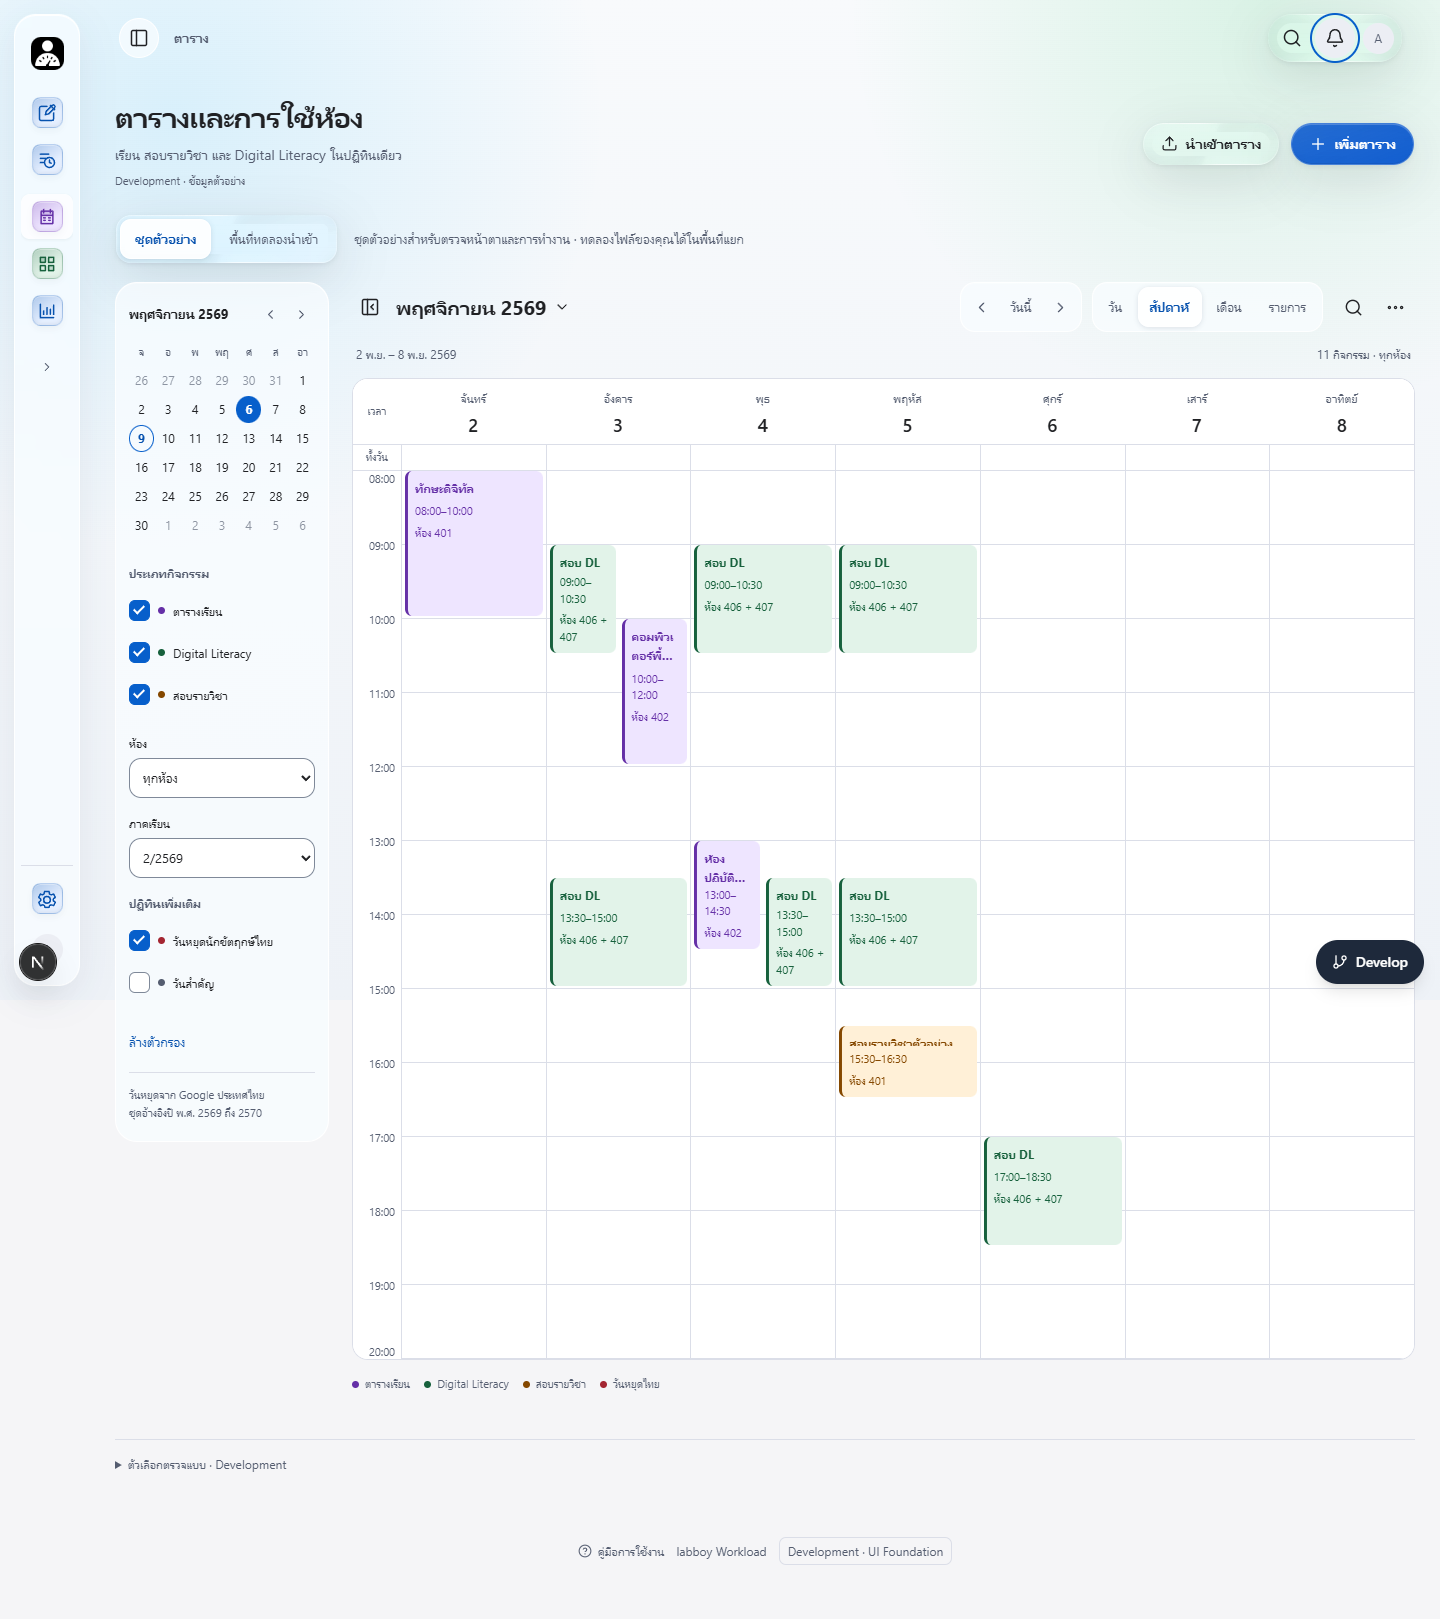 ตาราง
A
ตารางและการใช้ห้อง
เรียน สอบรายวิชา และ Digital Literacy ในปฏิทินเดียว
Development · ข้อมูลตัวอย่าง
นำเข้าตาราง
เพิ่มตาราง
ชุดตัวอย่าง
พื้นที่ทดลองนำเข้า
ชุดตัวอย่างสำหรับตรวจหน้าตาและการทำงาน · ทดลองไฟล์ของคุณได้ในพื้นที่แยก
พฤศจิกายน 2569
จ อ พ พฤ ศ ส อา
26 27 28 29 30 31 1
2 3 4 5 6 7 8
9 10 11 12 13 14 15
16 17 18 19 20 21 22
23 24 25 26 27 28 29
30 1 2 3 4 5 6
ประเภทกิจกรรม
ตารางเรียน
Digital Literacy
สอบรายวิชา
ห้อง
ทุกห้อง
ภาคเรียน
2/2569
ปฏิทินเพิ่มเติม
วันหยุดนักขัตฤกษ์ไทย
วันสำคัญ
ล้างตัวกรอง
วันหยุดจาก Google ประเทศไทย
ชุดอ้างอิงปี พ.ศ. 2569 ถึง 2570
พฤศจิกายน 2569
วันนี้
วัน
สัปดาห์
เดือน
รายการ
2 พ.ย. – 8 พ.ย. 2569
11 กิจกรรม · ทุกห้อง
เวลา
จันทร์ อังคาร พุธ พฤหัส ศุกร์ เสาร์ อาทิตย์
2 3 4 5 6 7 8
ทั้งวัน
08:00
09:00
10:00
11:00
12:00
13:00
14:00
15:00
16:00
17:00
18:00
19:00
20:00
ทักษะดิจิทัล
08:00–10:00
ห้อง 401
สอบ DL
09:00–
10:30
ห้อง 406 +
407
คอมพิวเ
ตอร์พื้...
10:00–
12:00
ห้อง 402
สอบ DL
13:30–15:00
ห้อง 406 + 407
สอบ DL
09:00–10:30
ห้อง 406 + 407
ห้อง
ปฏิบัติ...
13:00–
14:30
ห้อง 402
สอบ DL
13:30–
15:00
ห้อง 406 +
407
สอบ DL
09:00–10:30
ห้อง 406 + 407
สอบ DL
13:30–15:00
ห้อง 406 + 407
สอบรายวิชาตัวอย่าง
15:30–16:30
ห้อง 401
สอบ DL
17:00–18:30
ห้อง 406 + 407
Develop
N
ตารางเรียน
Digital Literacy
สอบรายวิชา
วันหยุดไทย
ตัวเลือกตรวจแบบ · Development
คู่มือการใช้งาน
labboy Workload
Development · UI Foundation